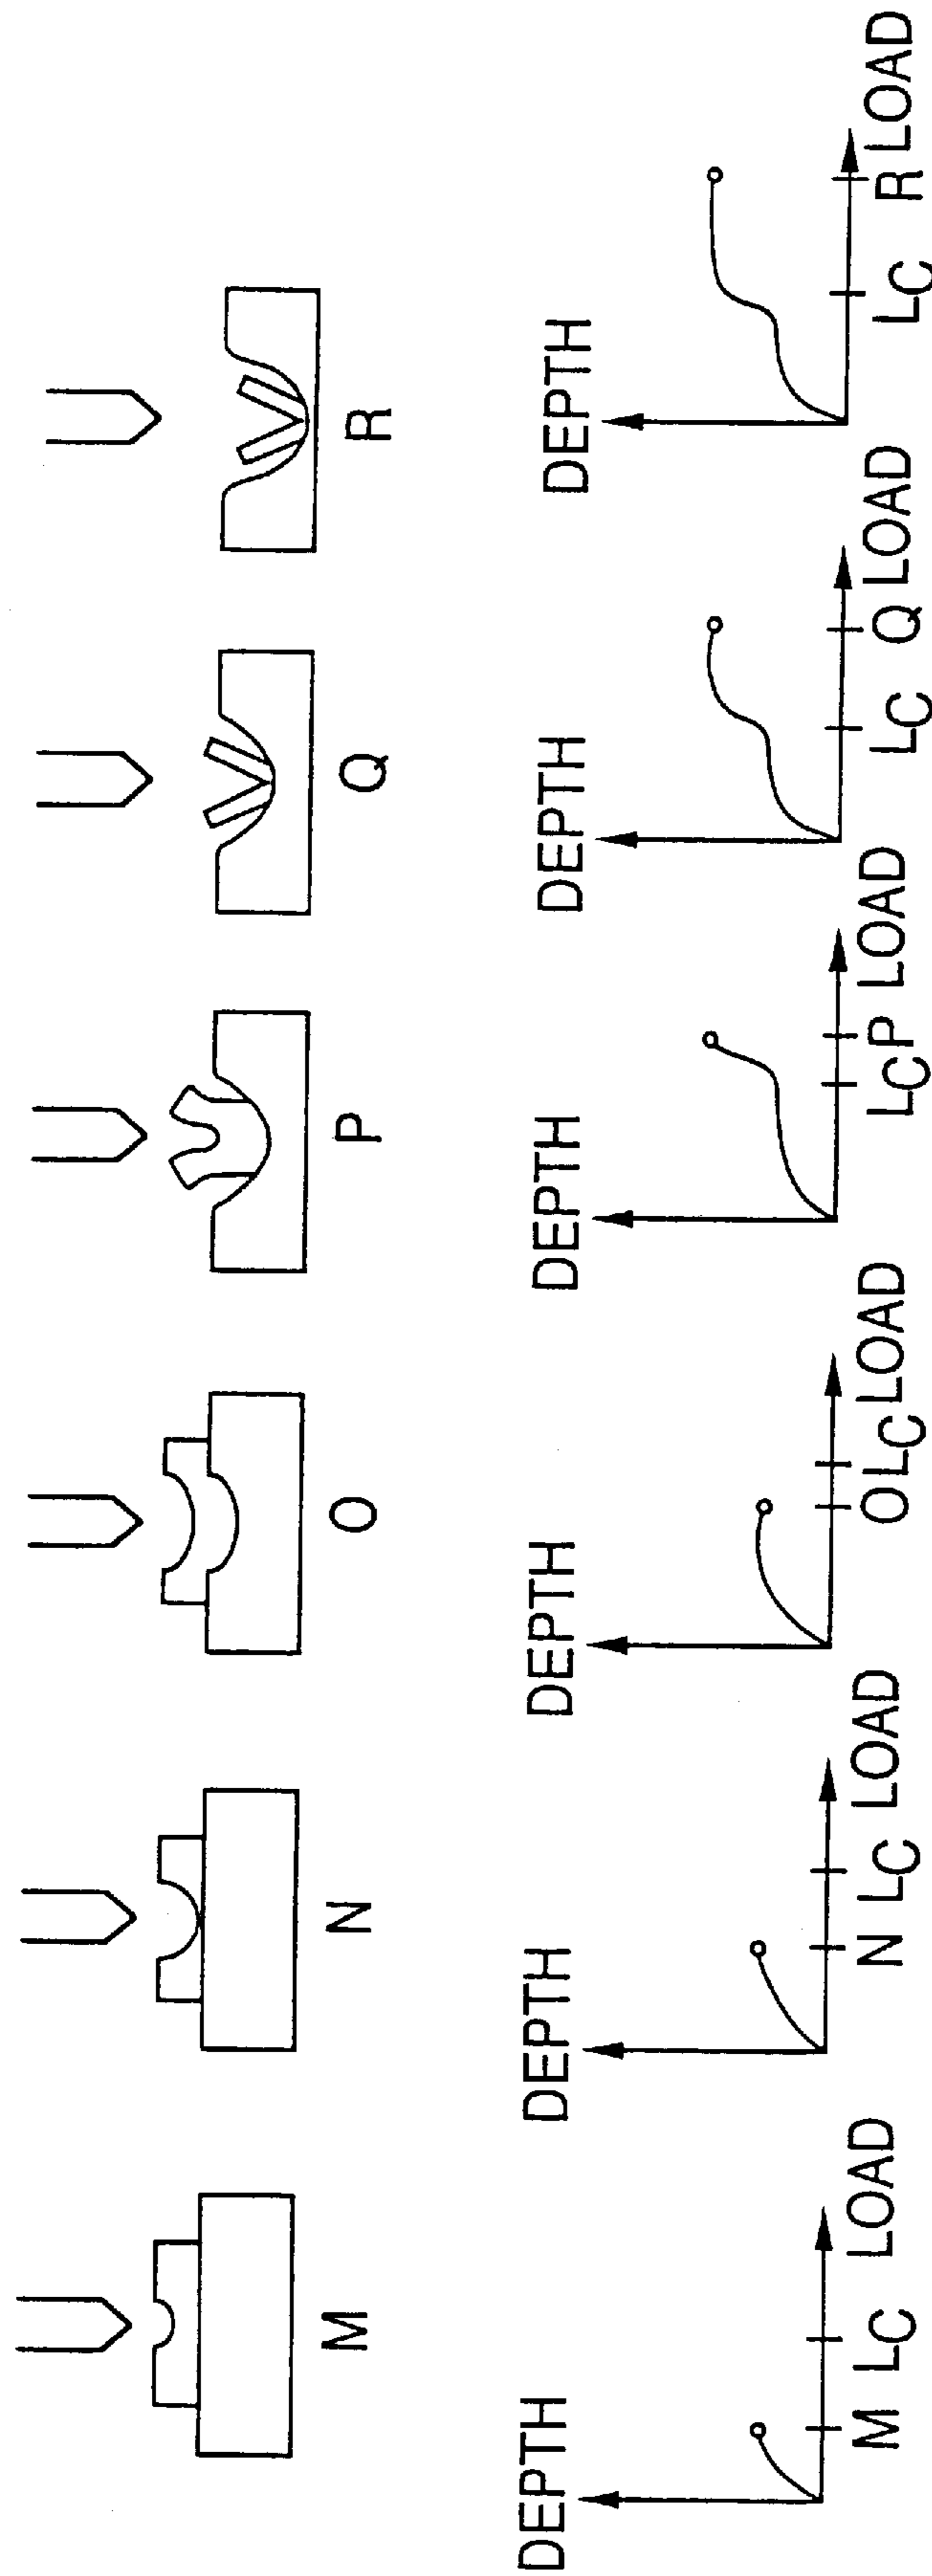 M
N
O
P
Q
R
DEPTH
M LC LOAD
DEPTH
N LC LOAD
DEPTH
O LC LOAD
DEPTH
LC P LOAD
DEPTH
LC Q LOAD
DEPTH
LC R LOAD